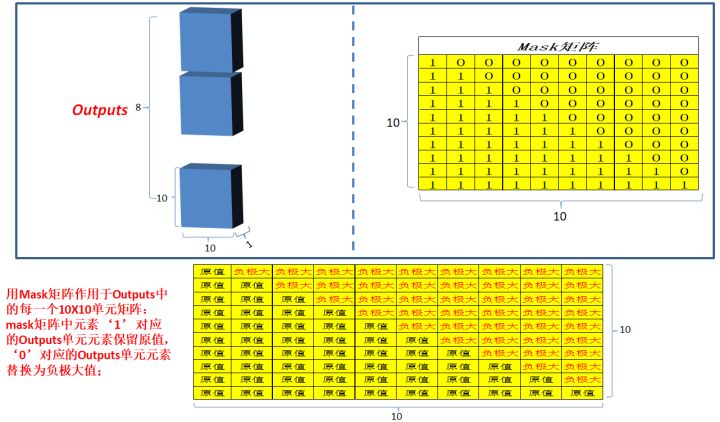 Outputs
8
10
10
1
Mask矩阵
1 0 0 0 0 0 0 0 0 0
1 1 0 0 0 0 0 0 0 0
1 1 1 0 0 0 0 0 0 0
1 1 1 1 0 0 0 0 0 0
1 1 1 1 1 0 0 0 0 0
1 1 1 1 1 1 0 0 0 0
1 1 1 1 1 1 1 0 0 0
1 1 1 1 1 1 1 1 0 0
1 1 1 1 1 1 1 1 1 0
1 1 1 1 1 1 1 1 1 1
10
10
用Mask矩阵作用于Outputs中
的每一个10X10单元矩阵;
mask矩阵中元素‘1’对应
的Outputs单元元素保留原值,
‘0’对应的Outputs单元元素
替换为负极大值;
原值 负极大 负极大 负极大 负极大 负极大 负极大 负极大 负极大 负极大
原值 原值 负极大 负极大 负极大 负极大 负极大 负极大 负极大 负极大
原值 原值 原值 负极大 负极大 负极大 负极大 负极大 负极大 负极大
原值 原值 原值 原值 负极大 负极大 负极大 负极大 负极大 负极大
原值 原值 原值 原值 原值 负极大 负极大 负极大 负极大 负极大
原值 原值 原值 原值 原值 原值 负极大 负极大 负极大 负极大
原值 原值 原值 原值 原值 原值 原值 负极大 负极大 负极大
原值 原值 原值 原值 原值 原值 原值 原值 负极大 负极大
原值 原值 原值 原值 原值 原值 原值 原值 原值 负极大
原值 原值 原值 原值 原值 原值 原值 原值 原值 原值
10
10